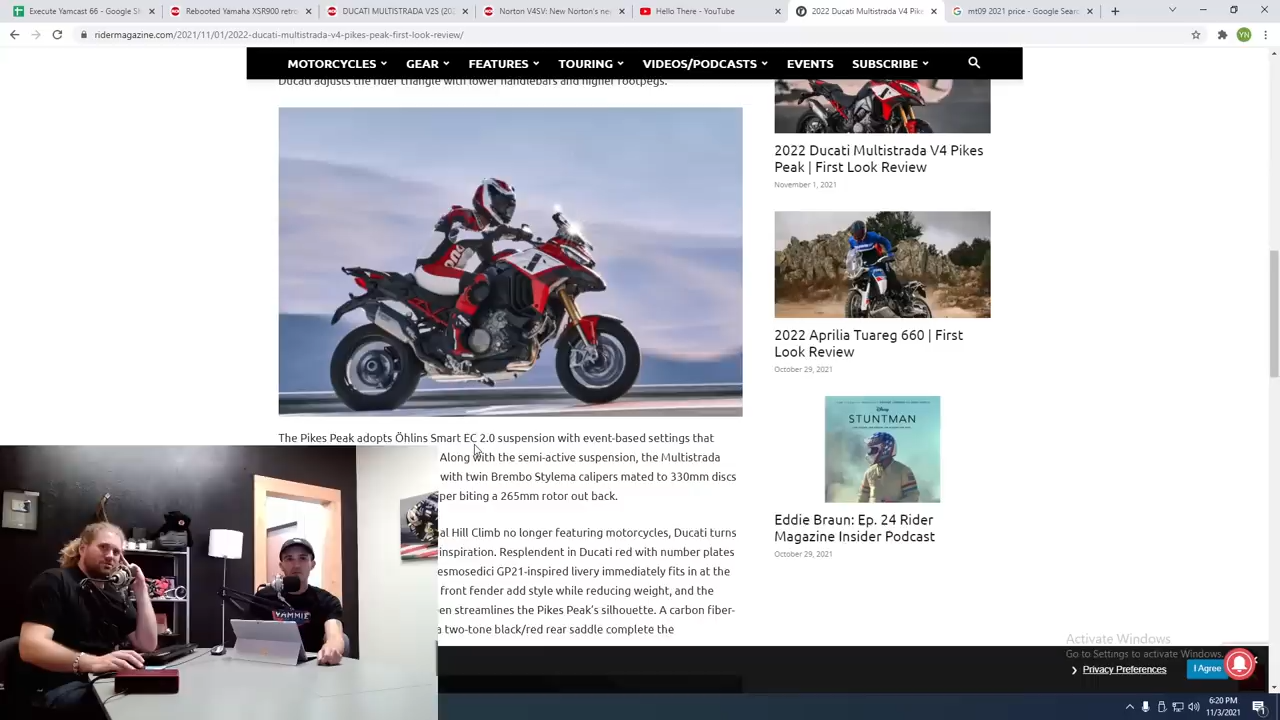 Execute Yamcast 66 - Google S
Rebooted Yamaha XSR900 retro
DUCATI MULTISTRADA V2S (202
Norton V4SV: New Norton's nev
Hello There - YouTube
2022 Ducati Multistrada V4 Pike
mt09 2021 price - Google Searc
ridermagazine.com/2021/11/01/2022-ducati-multistrada-v4-pikes-peak-first-look-review/
YN
MOTORCYCLES GEAR FEATURES TOURING VIDEOS/PODCASTS EVENTS SUBSCRIBE
Ducati adjusts the rider triangle with lower handlebars and higher footpegs.
The Pikes Peak adopts Öhlins Smart EC 2.0 suspension with event-based settings that
Along with the semi-active suspension, the Multistrada
with twin Brembo Stylema calipers mated to 330mm discs
per biting a 265mm rotor out back.
al Hill Climb no longer featuring motorcycles, Ducati turns
inspiration. Resplendent in Ducati red with number plates
esmosedici GP21-inspired livery immediately fits in at the
front fender add style while reducing weight, and the
en streamlines the Pikes Peak's silhouette. A carbon fiber-
a two-tone black/red rear saddle complete the
2022 Ducati Multistrada V4 Pikes
Peak | First Look Review
November 1, 2021
2022 Aprilia Tuareg 660 | First
Look Review
October 29, 2021
Disney
STUNTMAN
Eddie Braun: Ep. 24 Rider
Magazine Insider Podcast
October 29, 2021
YAMMIE
Activate Windows
Go to Settings to activate Windows.
Privacy Preferences
I Agree
6:20 PM
11/3/2021